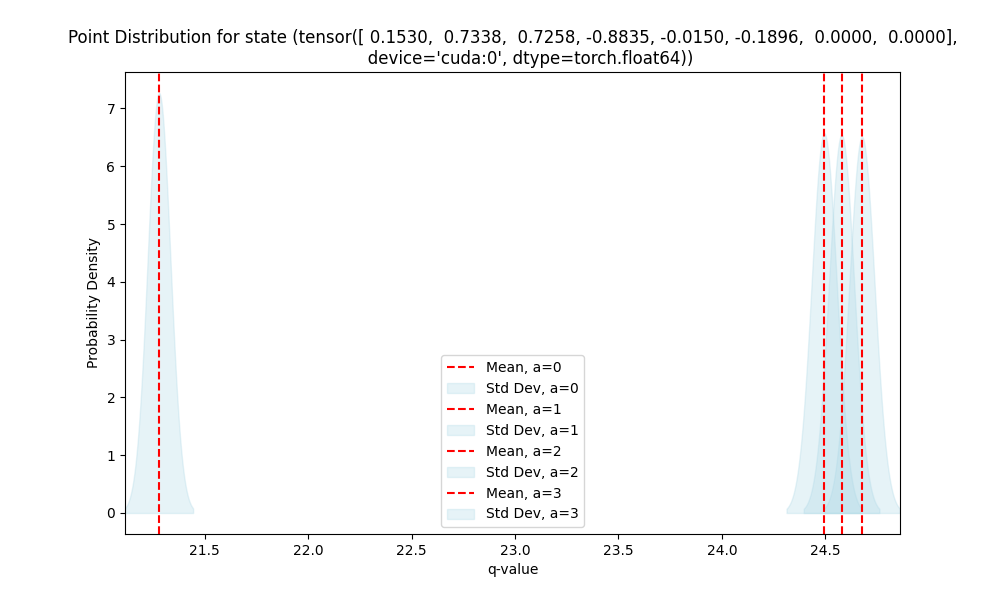 Point Distribution for state (tensor([ 0.1530,  0.7338,  0.7258, -0.8835, -0.0150, -0.1896,  0.0000,  0.0000],
device='cuda:0', dtype=torch.float64))
7
6
5
4
3
2
1
0
Probability Density
Mean, a=0
Std Dev, a=0
Mean, a=1
Std Dev, a=1
Mean, a=2
Std Dev, a=2
Mean, a=3
Std Dev, a=3
21.5 22.0 22.5 23.0 23.5 24.0 24.5
q-value